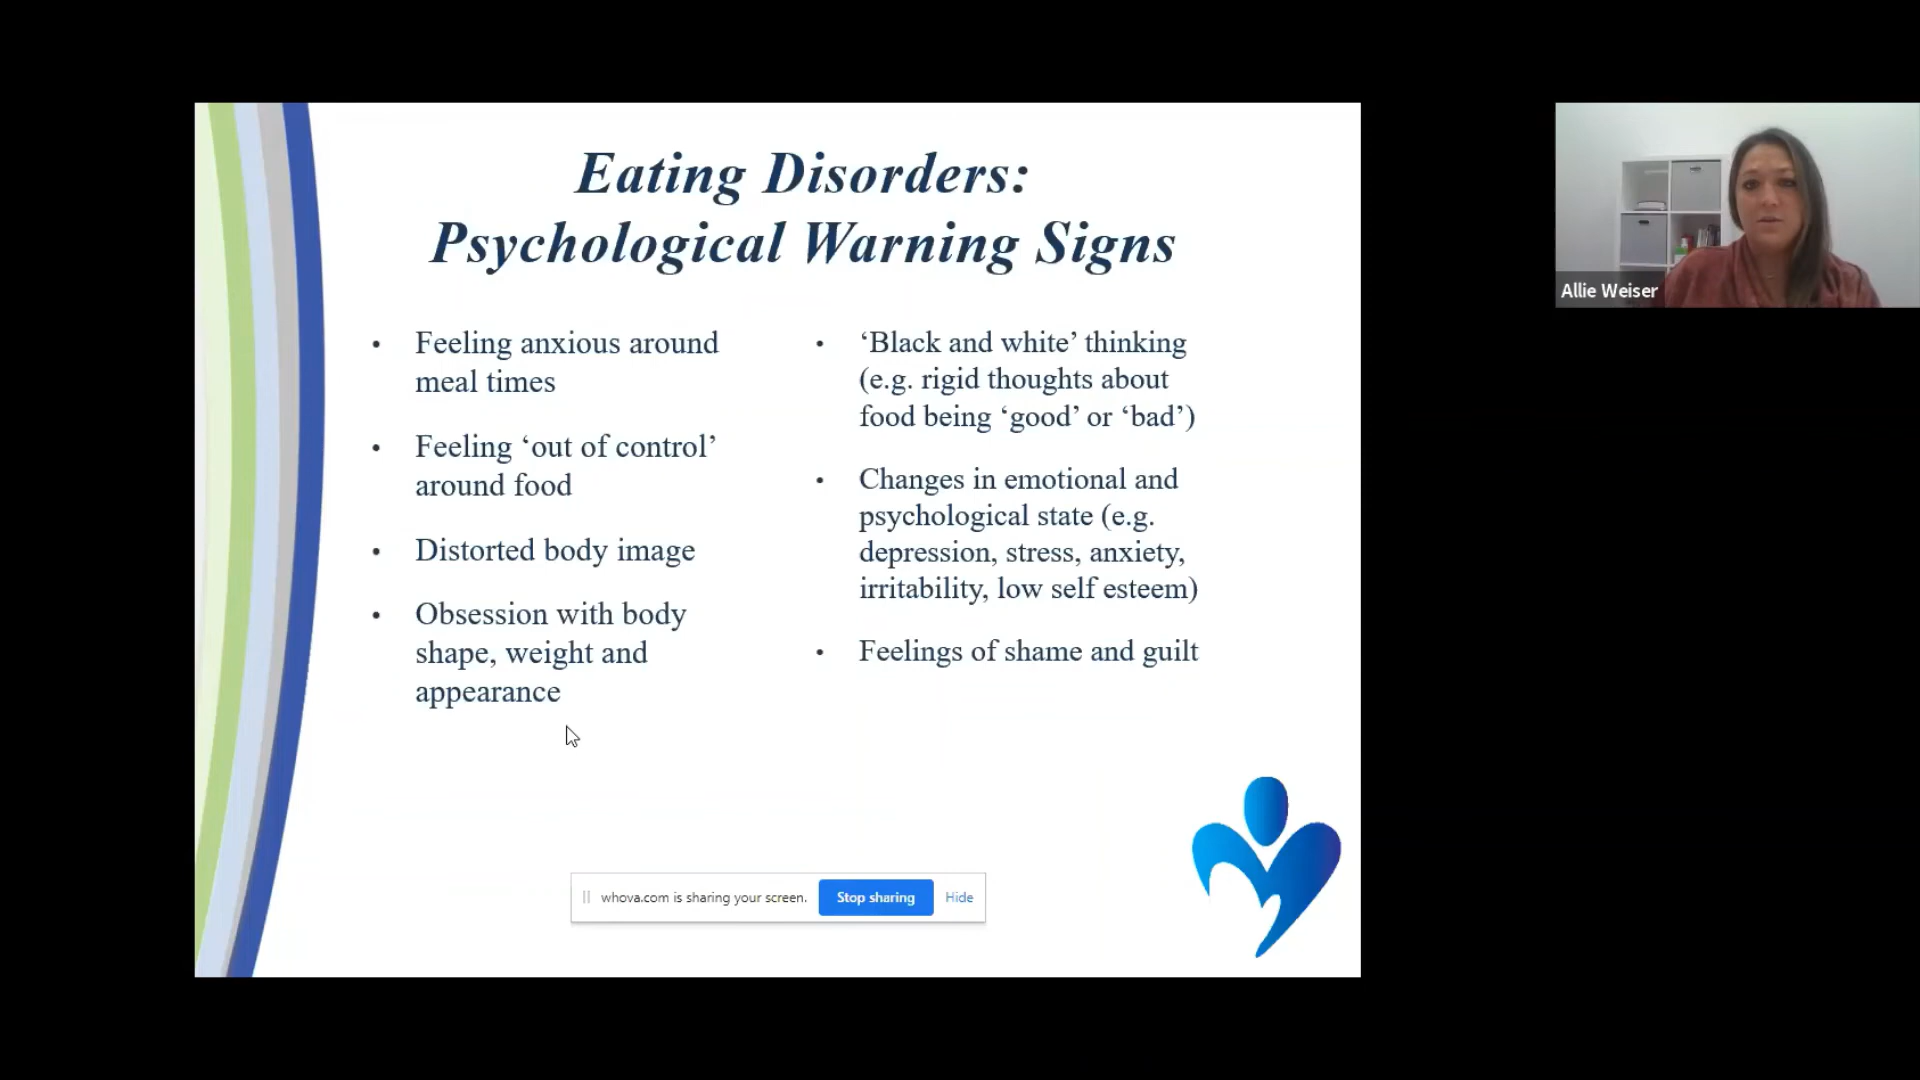 Eating Disorders:
Psychological Warning Signs
• Feeling anxious around
meal times
• Feeling ‘out of control’
around food
• Distorted body image
• Obsession with body
shape, weight and
appearance
• ‘Black and white’ thinking
(e.g. rigid thoughts about
food being ‘good’ or ‘bad’)
• Changes in emotional and
psychological state (e.g.
depression, stress, anxiety,
irritability, low self esteem)
• Feelings of shame and guilt
whova.com is sharing your screen.
Stop sharing
Hide
Allie Weiser